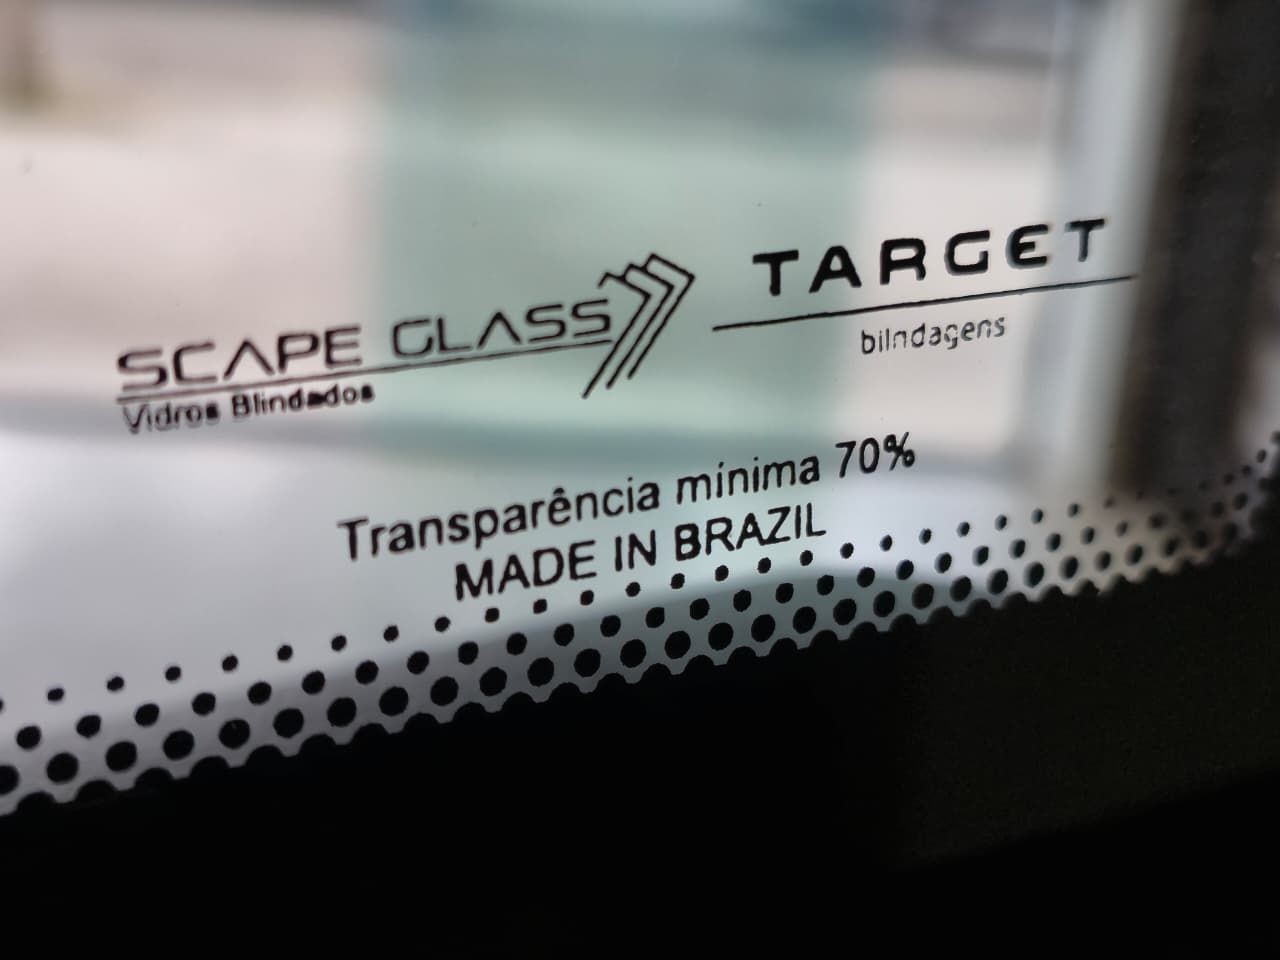 SCAPE GLASS
Vidros Blindados
TARGET
bilndagens
Transparência mínima 70%
MADE IN BRAZIL